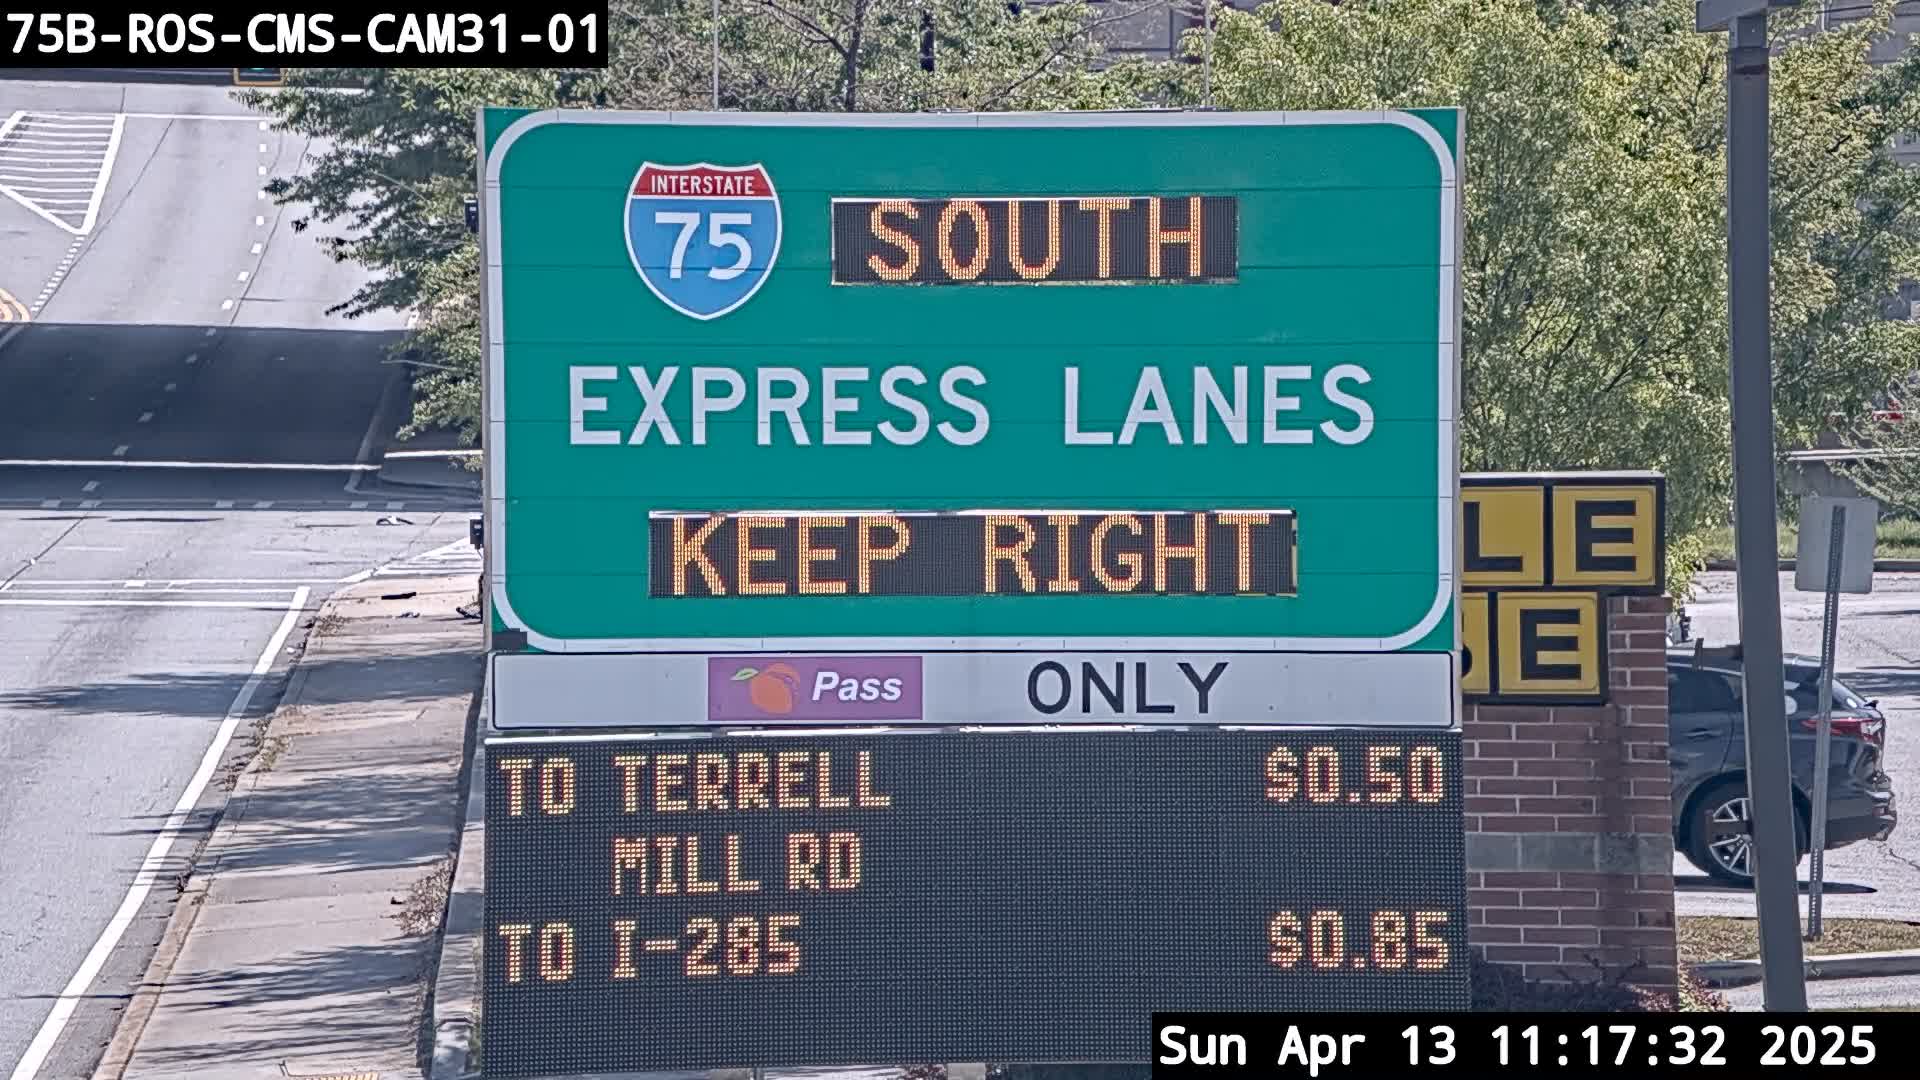 75B-ROS-CMS-CAM31-01
INTERSTATE
75
SOUTH
EXPRESS LANES
KEEP RIGHT
Pass ONLY
TO TERRELL $0.50
MILL RD
TO I-285 $0.85
LE
E
Sun Apr 13 11:17:32 2025